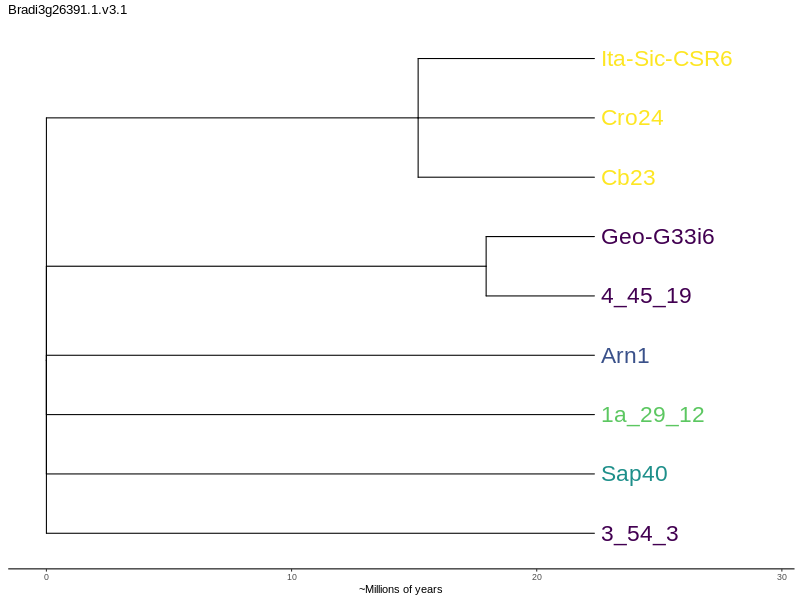 Bradi3g26391.1.v3.1
Ita-Sic-CSR6
Cro24
Cb23
Geo-G33i6
4_45_19
Arn1
1a_29_12
Sap40
3_54_3
0 10 20 30
~Millions of years